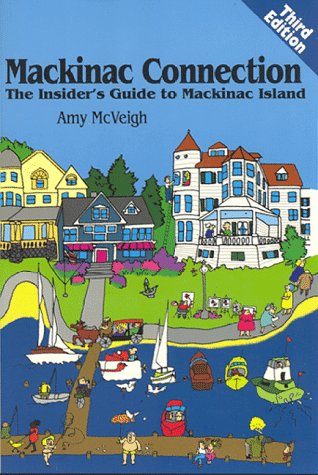 Third
Edition
Mackinac Connection
The Insider's Guide to Mackinac Island
Amy McVeigh